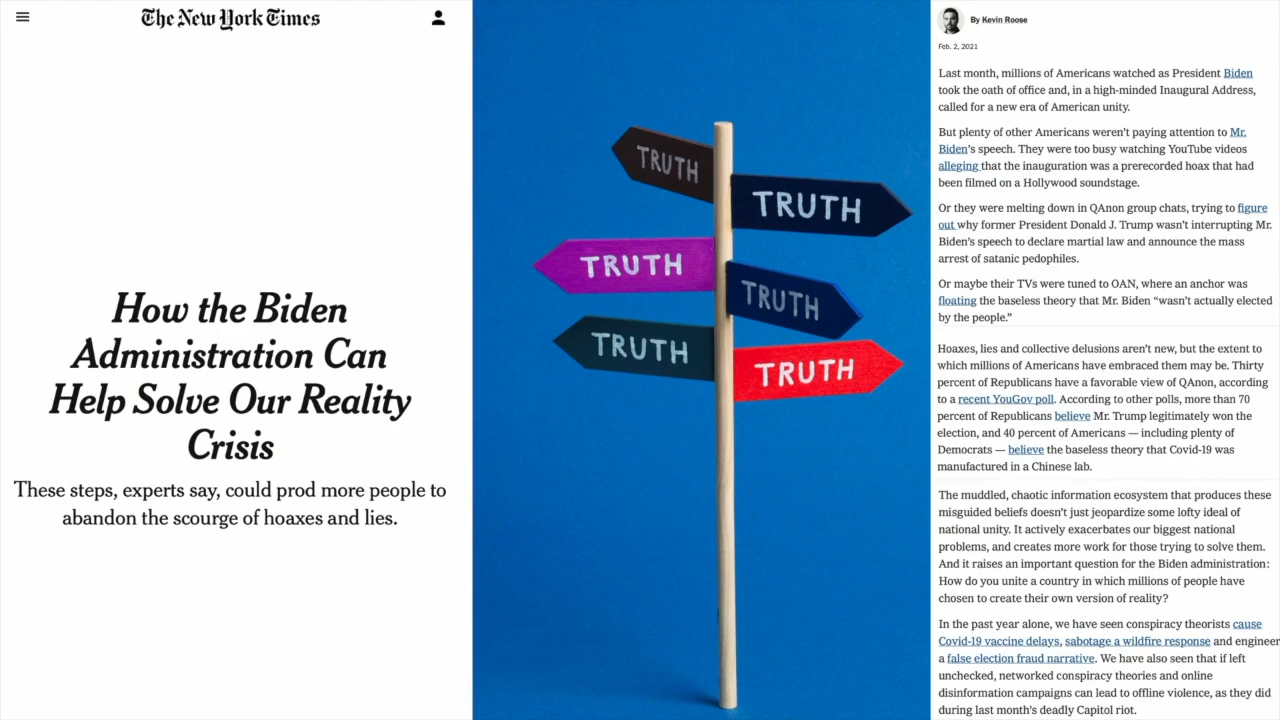 The New York Times
How the Biden
Administration Can
Help Solve Our Reality
Crisis
These steps, experts say, could prod more people to
abandon the scourge of hoaxes and lies.
TRUTH
TRUTH
TRUTH
TRUTH
TRUTH
TRUTH
By Kevin Roose
Feb. 2, 2021
Last month, millions of Americans watched as President Biden
took the oath of office and, in a high-minded Inaugural Address,
called for a new era of American unity.
But plenty of other Americans weren't paying attention to Mr.
Biden's speech. They were too busy watching YouTube videos
alleging that the inauguration was a prerecorded hoax that had
been filmed on a Hollywood soundstage.
Or they were melting down in QAnon group chats, trying to figure
out why former President Donald J. Trump wasn't interrupting Mr.
Biden's speech to declare martial law and announce the mass
arrest of satanic pedophiles.
Or maybe their TVs were tuned to OAN, where an anchor was
floating the baseless theory that Mr. Biden “wasn't actually elected
by the people.”
Hoaxes, lies and collective delusions aren't new, but the extent to
which millions of Americans have embraced them may be. Thirty
percent of Republicans have a favorable view of QAnon, according
to a recent YouGov poll. According to other polls, more than 70
percent of Republicans believe Mr. Trump legitimately won the
election, and 40 percent of Americans — including plenty of
Democrats — believe the baseless theory that Covid-19 was
manufactured in a Chinese lab.
The muddled, chaotic information ecosystem that produces these
misguided beliefs doesn't just jeopardize some lofty ideal of
national unity. It actively exacerbates our biggest national
problems, and creates more work for those trying to solve them.
And it raises an important question for the Biden administration:
How do you unite a country in which millions of people have
chosen to create their own version of reality?
In the past year alone, we have seen conspiracy theorists cause
Covid-19 vaccine delays, sabotage a wildfire response and engineer
a false election fraud narrative. We have also seen that if left
unchecked, networked conspiracy theories and online
disinformation campaigns can lead to offline violence, as they did
during last month's deadly Capitol riot.